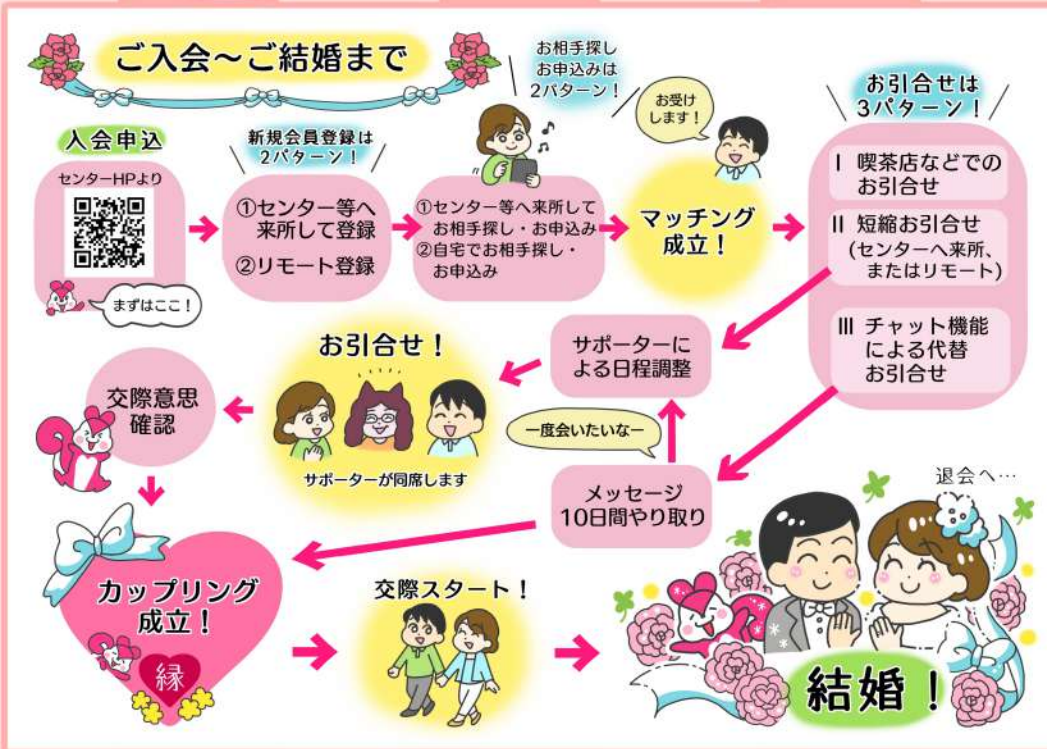 ご入会～ご結婚まで
入会申込
センターHPより
まずはここ！
新規会員登録は
2パターン！
①センター等へ
来所して登録
②リモート登録
お相手探し
お申込みは
2パターン！
①センター等へ来所して
お相手探し・お申込み
②自宅でお相手探し・
お申込み
お受け
します！
マッチング
成立！
お引合せは
3パターン！
Ⅰ 喫茶店などでの
お引合せ
Ⅱ 短縮お引合せ
(センターへ来所、
またはリモート)
Ⅲ チャット機能
による代替
お引合せ
サポーターに
よる日程調整
一度会いたいなー
メッセージ
10日間やり取り
お引合せ！
サポーターが同席します
交際意思
確認
カップリング
成立！
縁
交際スタート！
退会へ…
結婚！